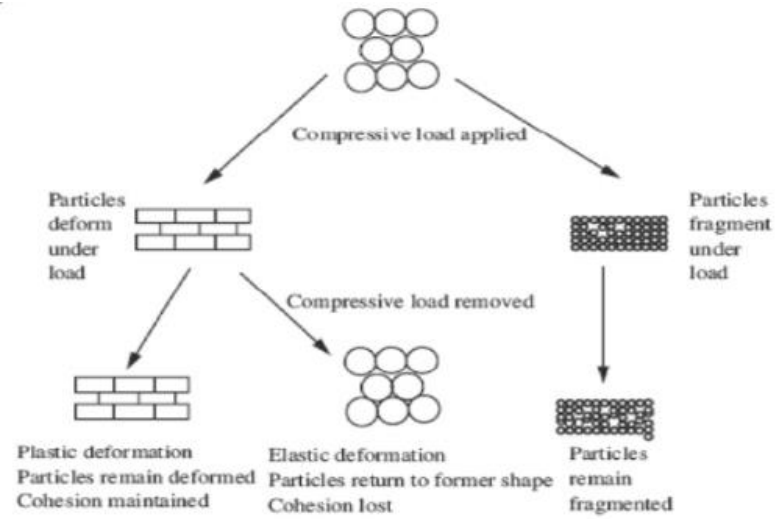 Compressive load applied
Particles
deform
under
load
Particles
fragment
under
load
Compressive load removed
Plastic deformation
Particles remain deformed
Cohesion maintained
Elastic deformation
Particles return to former shape
Cohesion lost
Particles
remain
fragmented